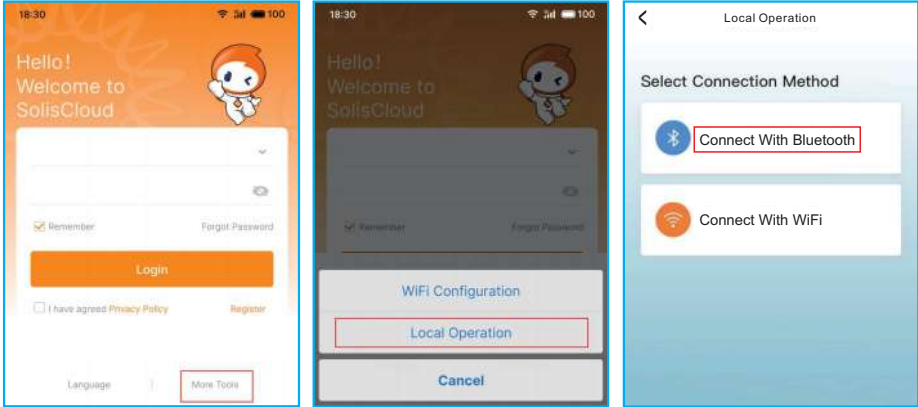 18:30
100
Hello!
Welcome to
SolisCloud
Remember
Forgot Password
Login
I have agreed Privacy Policy
Register
Language
More Tools
18:30
100
Hello!
Welcome to
SolisCloud
Remember
Forgot Password
WiFi Configuration
Local Operation
Cancel
Local Operation
Select Connection Method
Connect With Bluetooth
Connect With WiFi